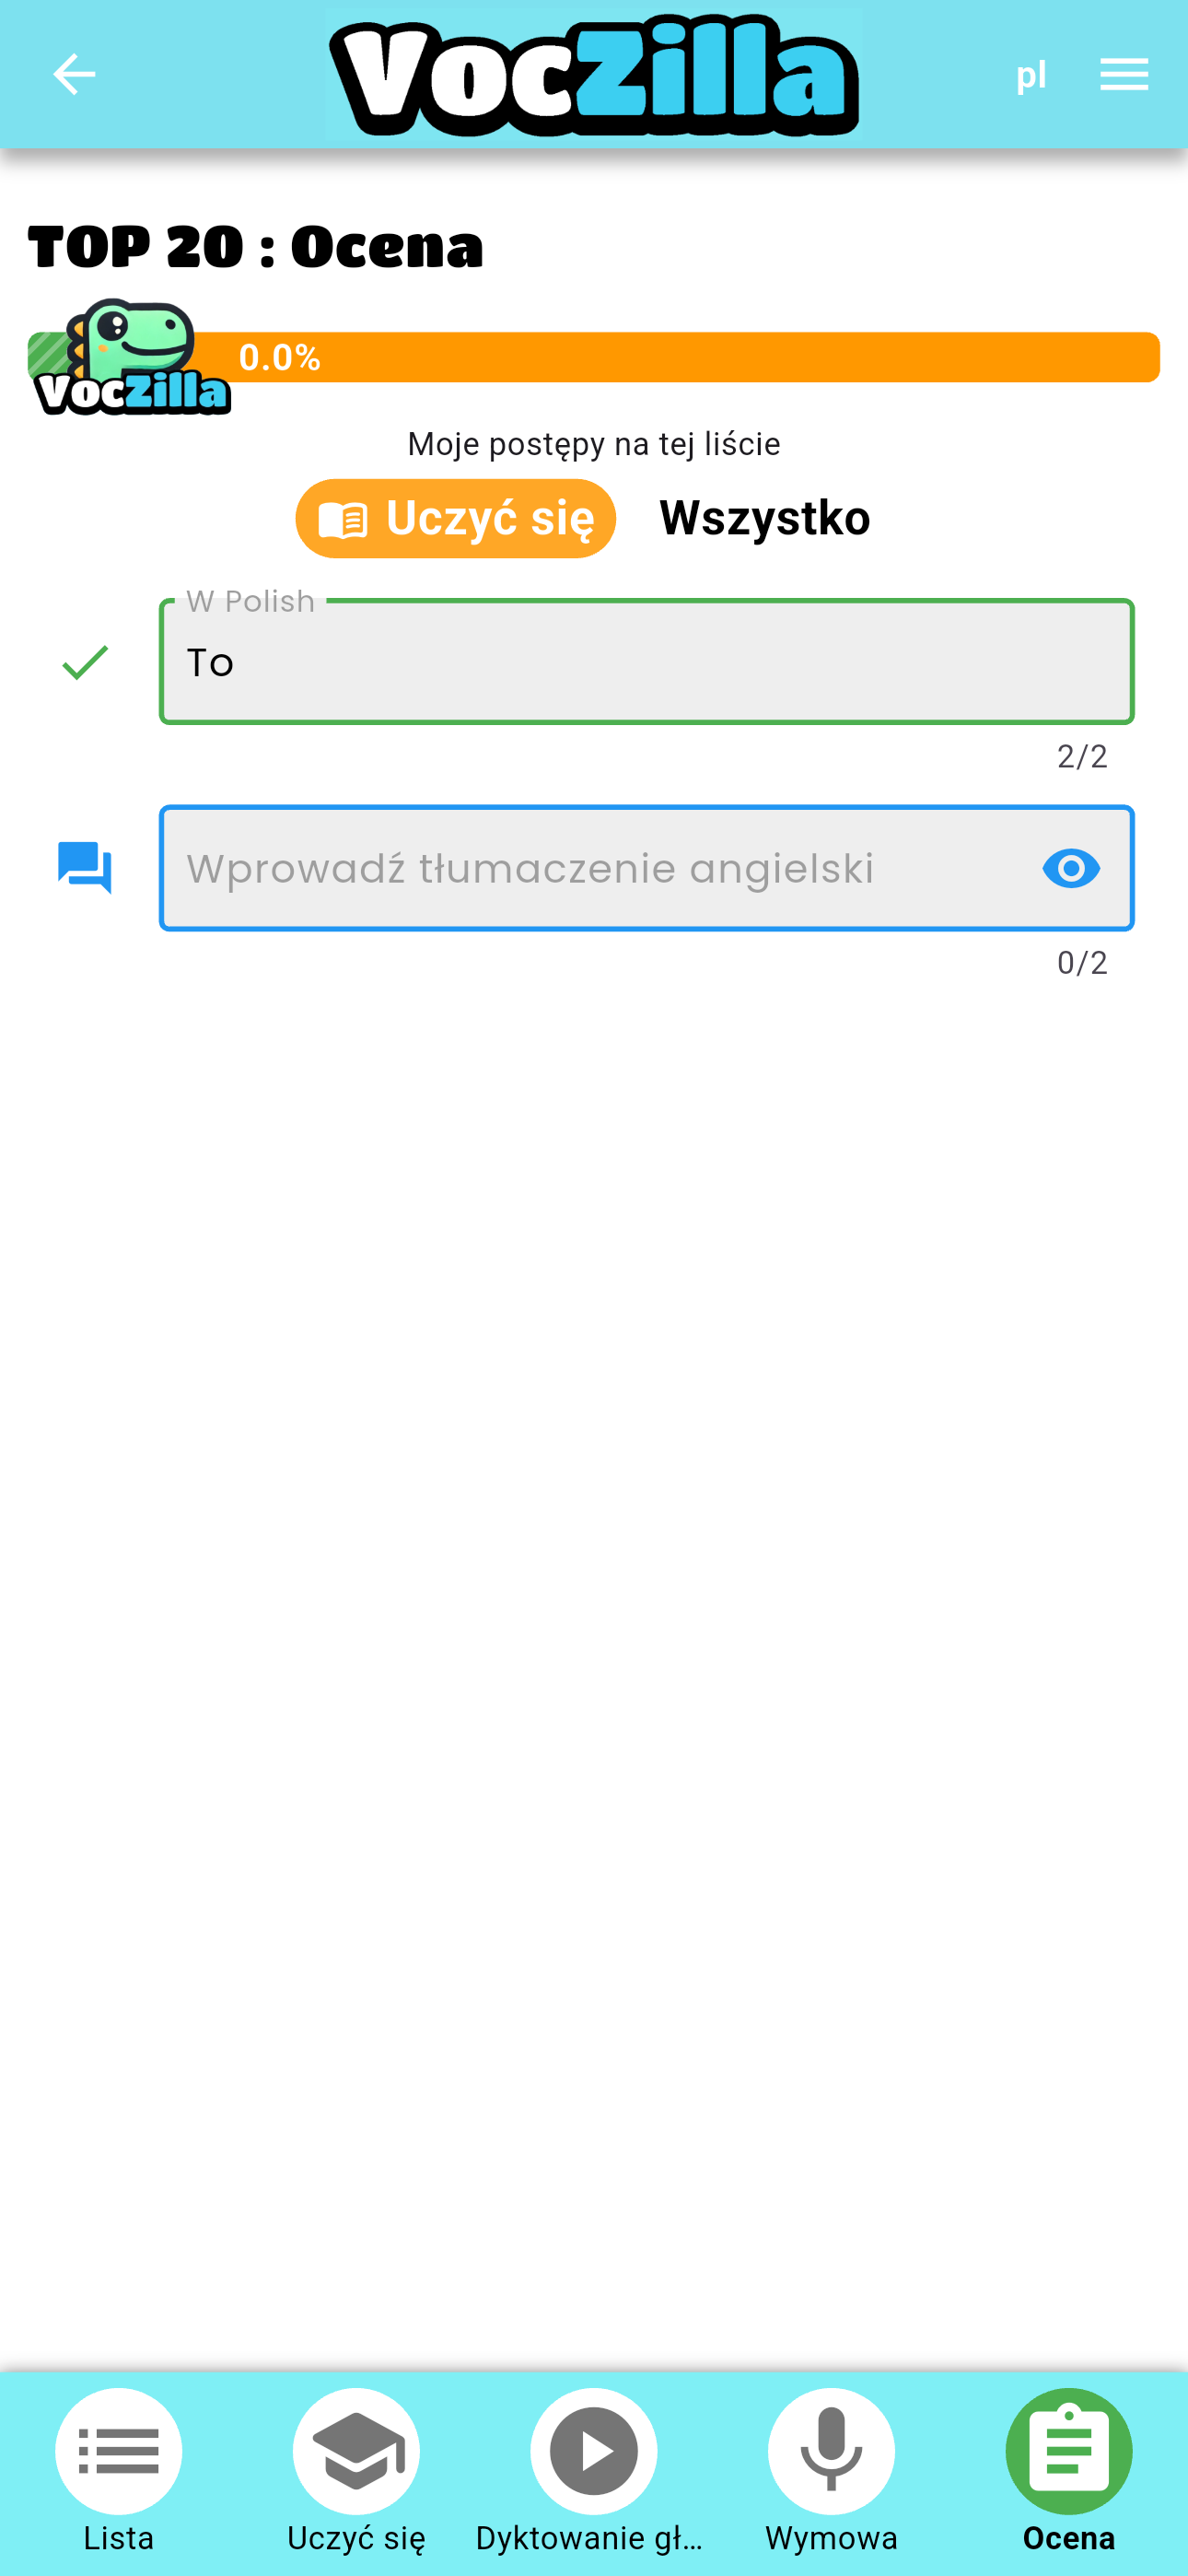 VocZilla
pl
TOP 20 : Ocena
0.0%
VocZilla
Moje postępy na tej liście
Uczyć się Wszystko
W Polish
To
2/2
Wprowadź tłumaczenie angielski
0/2
Lista Uczyć się Dyktowanie gł... Wymowa Ocena